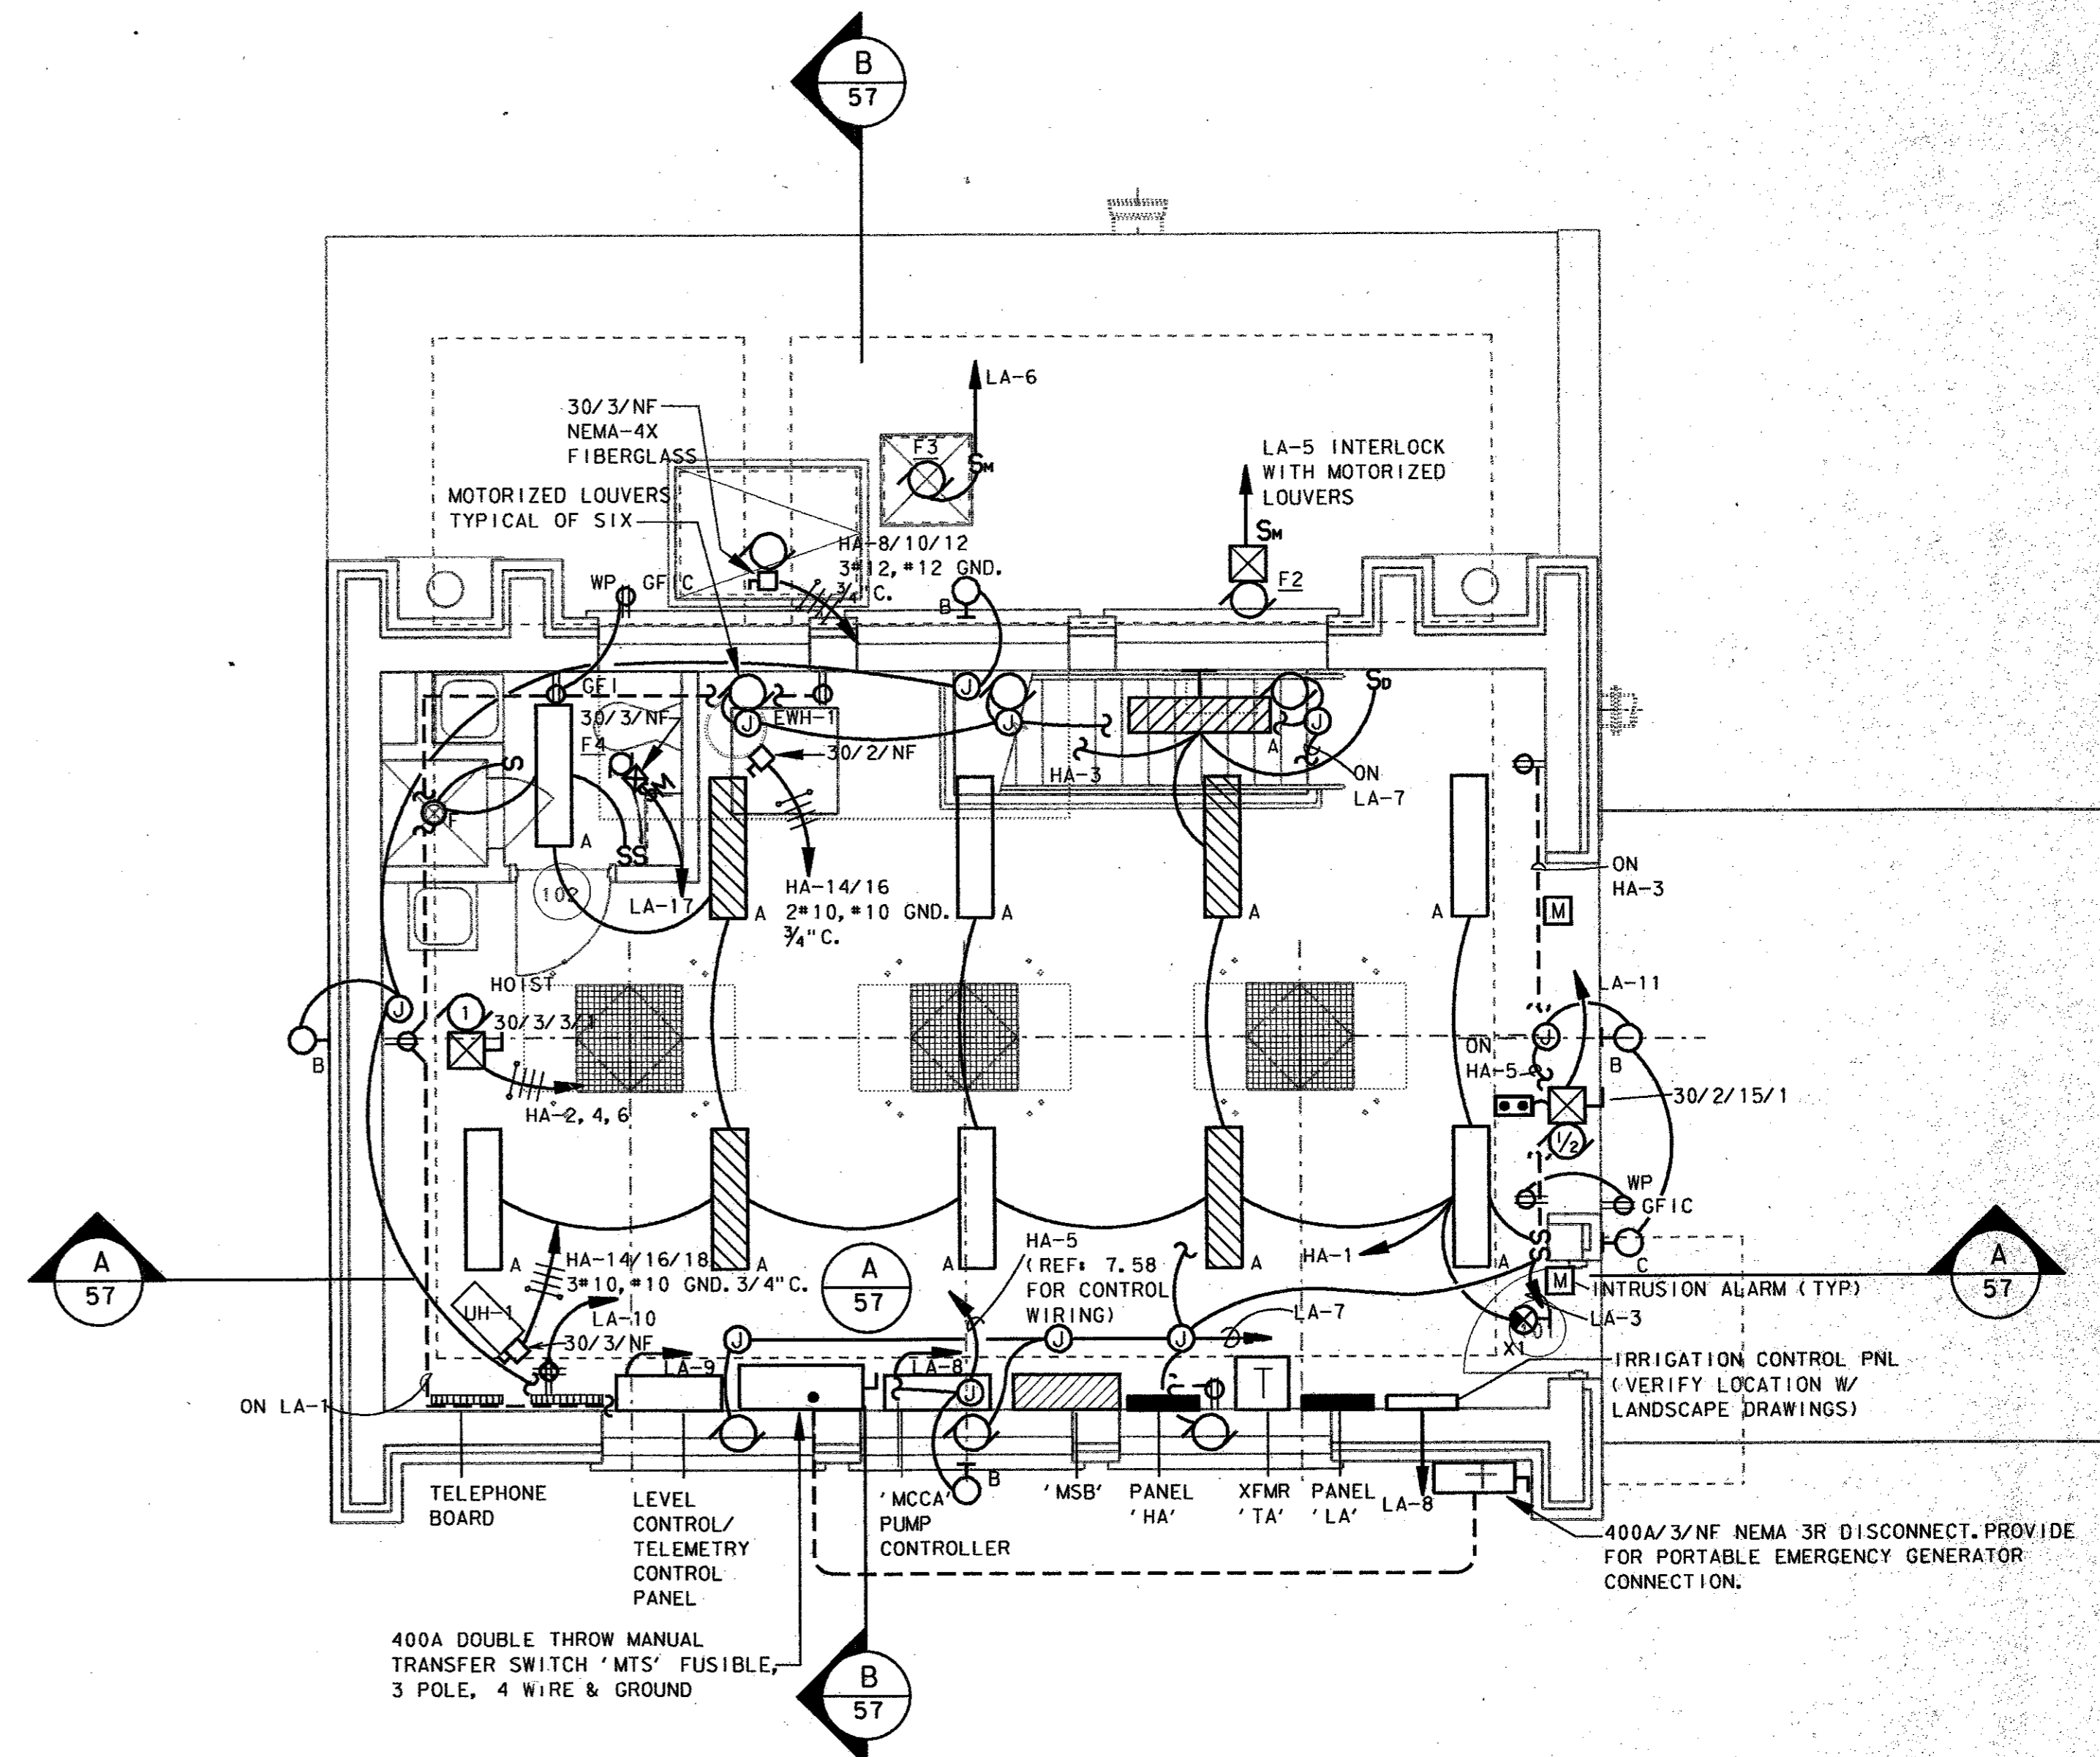 B
57
LA-6
30/3/NF
NEMA-4X
FIBERGLASS
F3
SM
LA-5 INTERLOCK
WITH MOTORIZED
LOUVERS
MOTORIZED LOUVERS
TYPICAL OF SIX
SM
HA-8/10/12
3#12, #12 GND.
3/4" C.
WP GFIC
B
F2
GFI
30/3/NF
F4
EWH-1
30/2/NF
SD
S
SM
HA-3
A
ON
LA-7
F
A
SS
102
LA-17
A
HA-14/16
2#10, #10 GND.
3/4" C.
A
A
A
ON
HA-3
M
HOIST
1
30/3/3/1
J
B
HA-2, 4, 6
LA-11
J
ON
HA-5
B
30/2/15/1
1/2
WP
GFIC
SS
C
A
57
A
HA-14/16/18
3#10, #10 GND. 3/4" C.
A
A
57
A
HA-5
(REF: 7.58
FOR CONTROL
WIRING)
A
HA-1
A
M
INTRUSION ALARM (TYP)
A
57
UH-1
LA-10
30/3/NF
LA-7
LA-3
101
X1
LA-9
LA-8
J
J
J
J
T
IRRIGATION CONTROL PNL
(VERIFY LOCATION W/
LANDSCAPE DRAWINGS)
ON LA-1
TELEPHONE
BOARD
LEVEL
CONTROL/
TELEMETRY
CONTROL
PANEL
'MCCA'
PUMP
CONTROLLER
B
'MSB'
PANEL
'HA'
XFMR
'TA'
PANEL
'LA'
LA-8
400A/3/NF NEMA 3R DISCONNECT. PROVIDE
FOR PORTABLE EMERGENCY GENERATOR
CONNECTION.
400A DOUBLE THROW MANUAL
TRANSFER SWITCH 'MTS' FUSIBLE,
3 POLE, 4 WIRE & GROUND
B
57